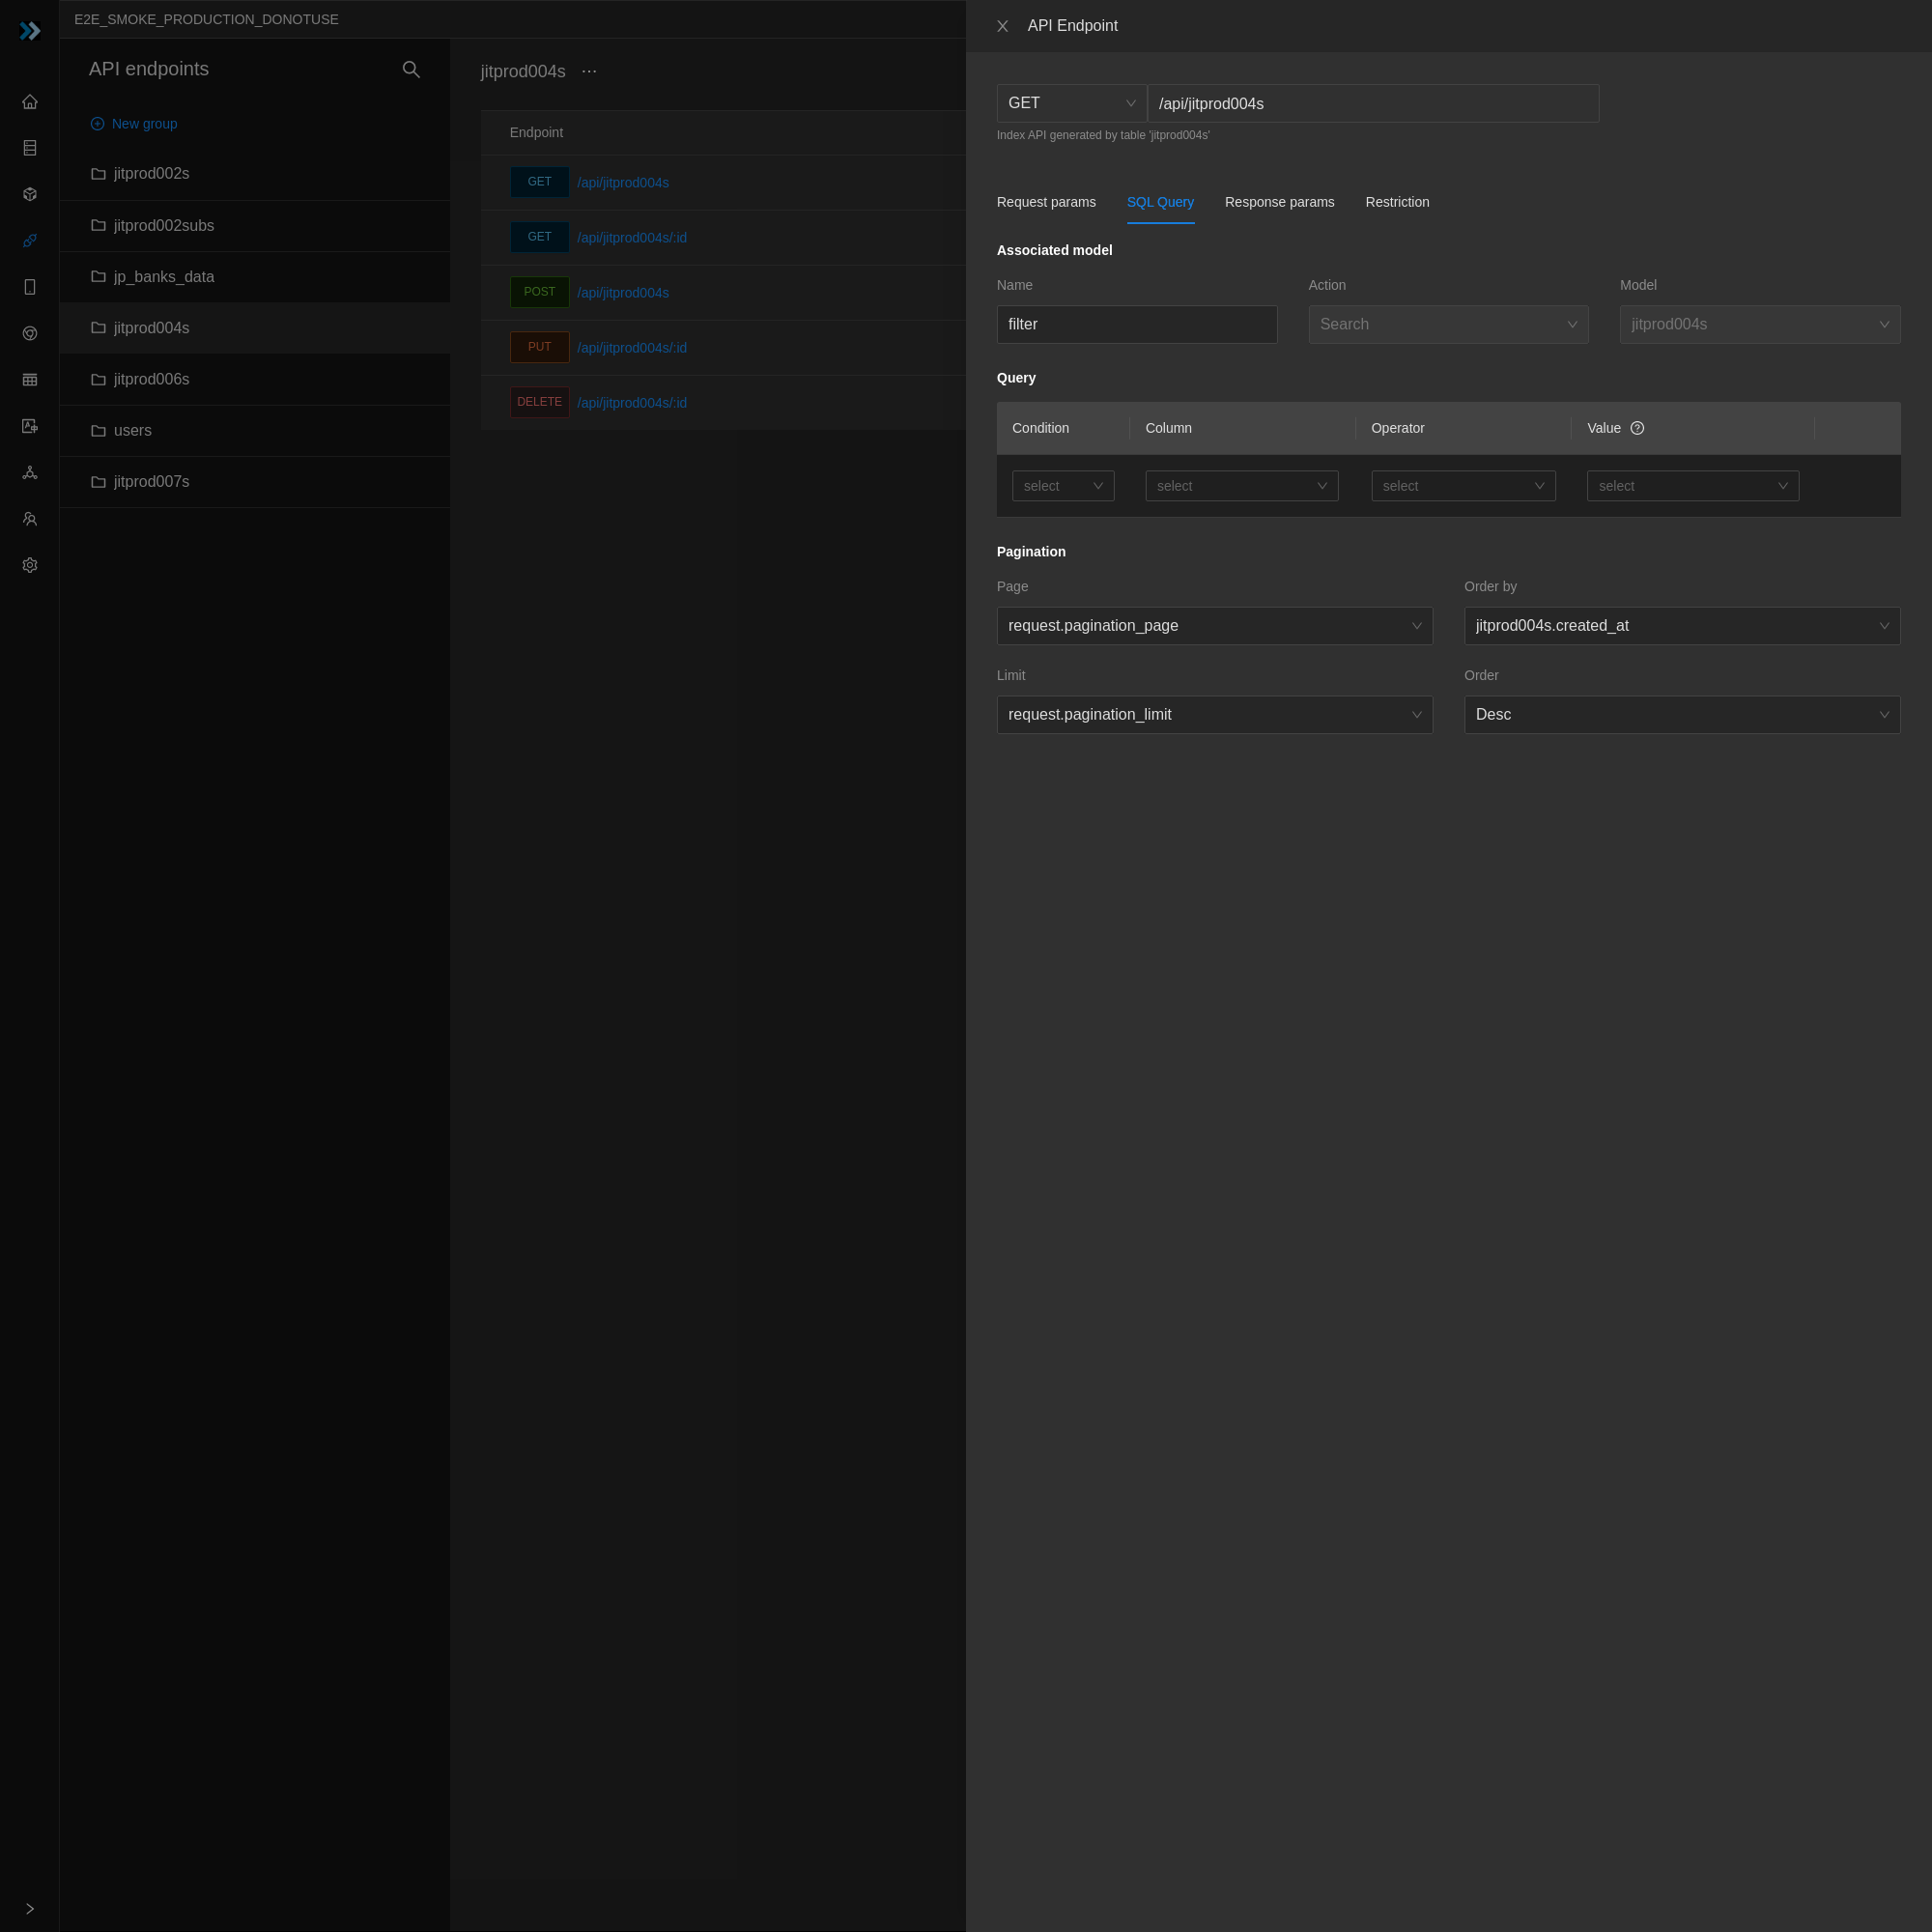 E2E_SMOKE_PRODUCTION_DONOTUSE
API endpoints
New group
jitprod002s
jitprod002subs
jp_banks_data
jitprod004s
jitprod006s
users
jitprod007s
jitprod004s ...
Endpoint
GET /api/jitprod004s
GET /api/jitprod004s/:id
POST /api/jitprod004s
PUT /api/jitprod004s/:id
DELETE /api/jitprod004s/:id
API Endpoint
GET /api/jitprod004s
Index API generated by table 'jitprod004s'
Request params SQL Query Response params Restriction
Associated model
Name Action Model
filter Search jitprod004s
Query
Condition Column Operator Value
select select select select
Pagination
Page Order by
request.pagination_page jitprod004s.created_at
Limit Order
request.pagination_limit Desc